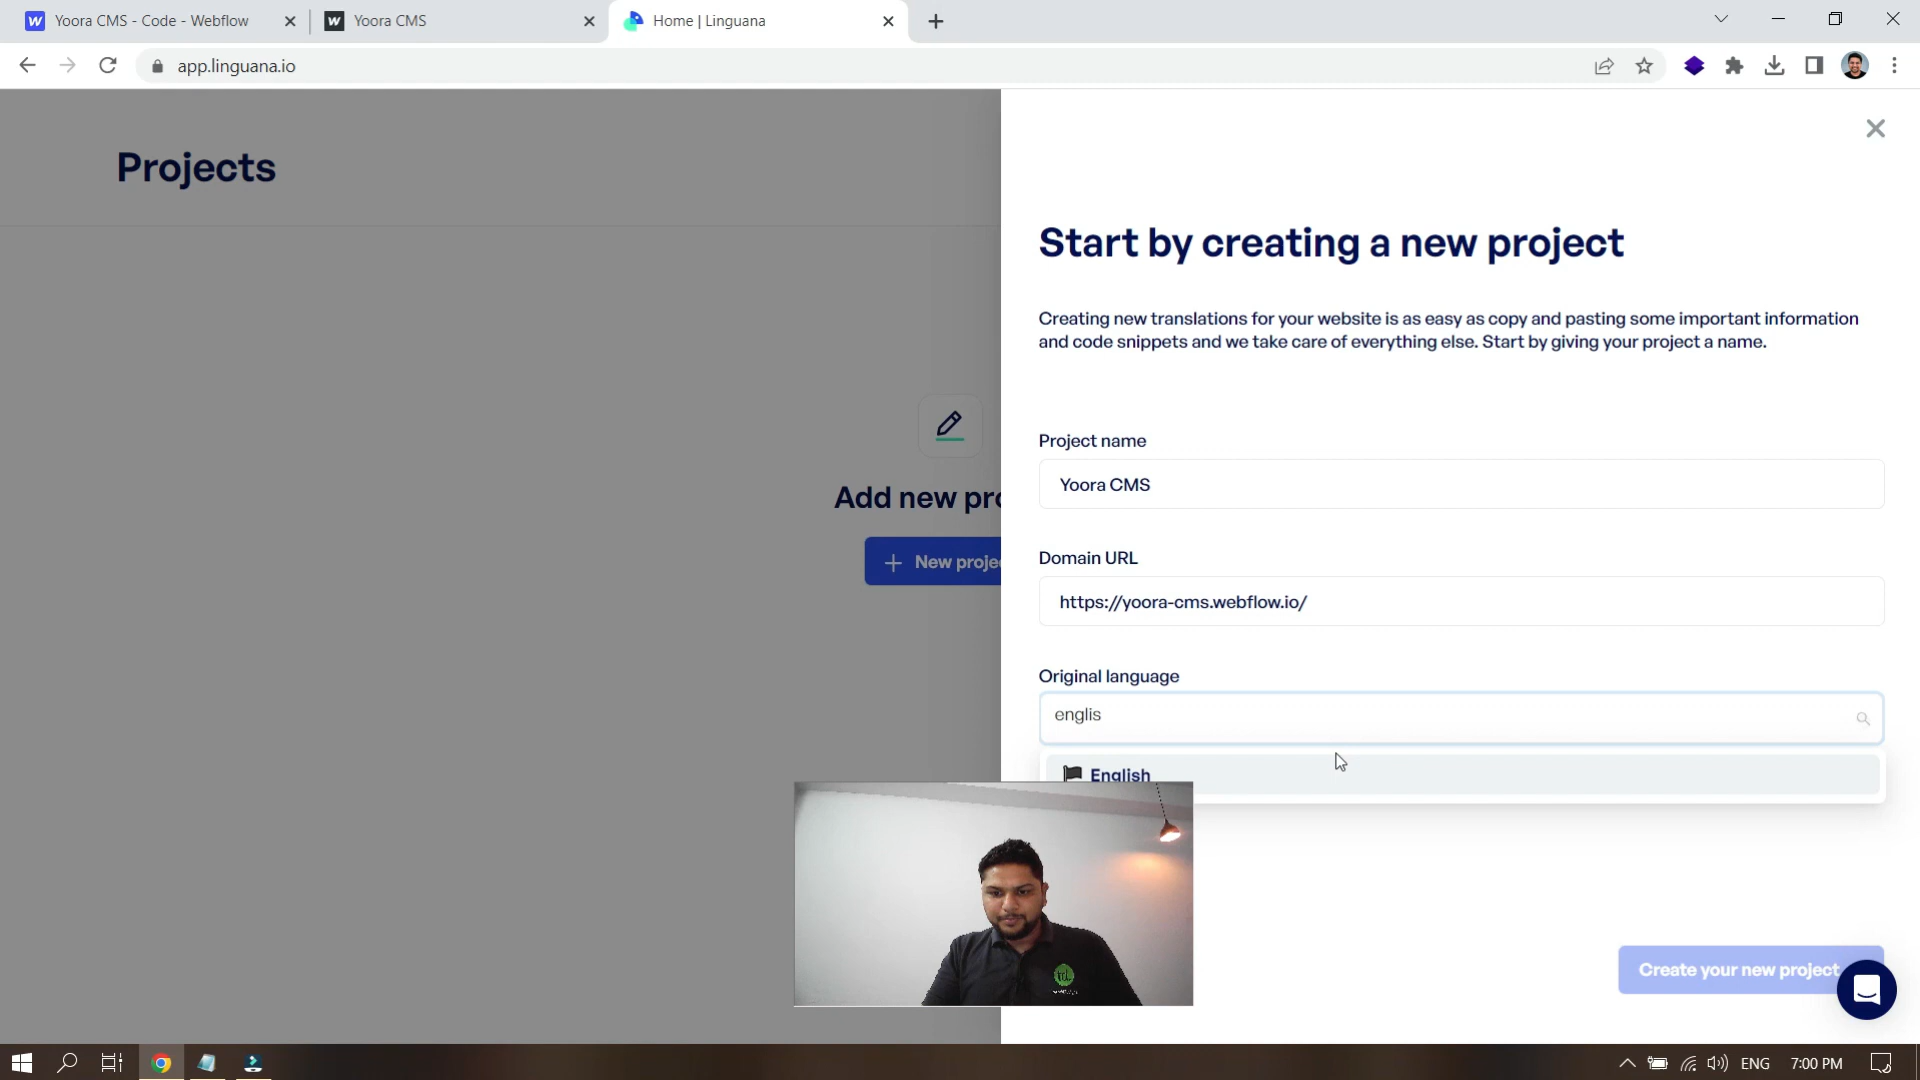 Yoora CMS - Code - Webflow
Yoora CMS
Home | Linguana
app.linguana.io
Projects
Start by creating a new project
Creating new translations for your website is as easy as copy and pasting some important information
and code snippets and we take care of everything else. Start by giving your project a name.
Project name
Yoora CMS
Add new pro
New projec
Domain URL
https://yoora-cms.webflow.io/
Original language
englis
English
Create your new project
ENG
7:00 PM